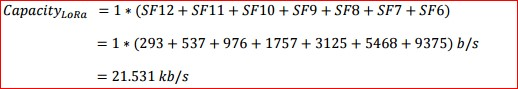 Capacity_LoRa = 1 * (SF12 + SF11 + SF10 + SF9 + SF8 + SF7 + SF6)
= 1 * (293 + 537 + 976 + 1757 + 3125 + 5468 + 9375) b/s
= 21.531 kb/s